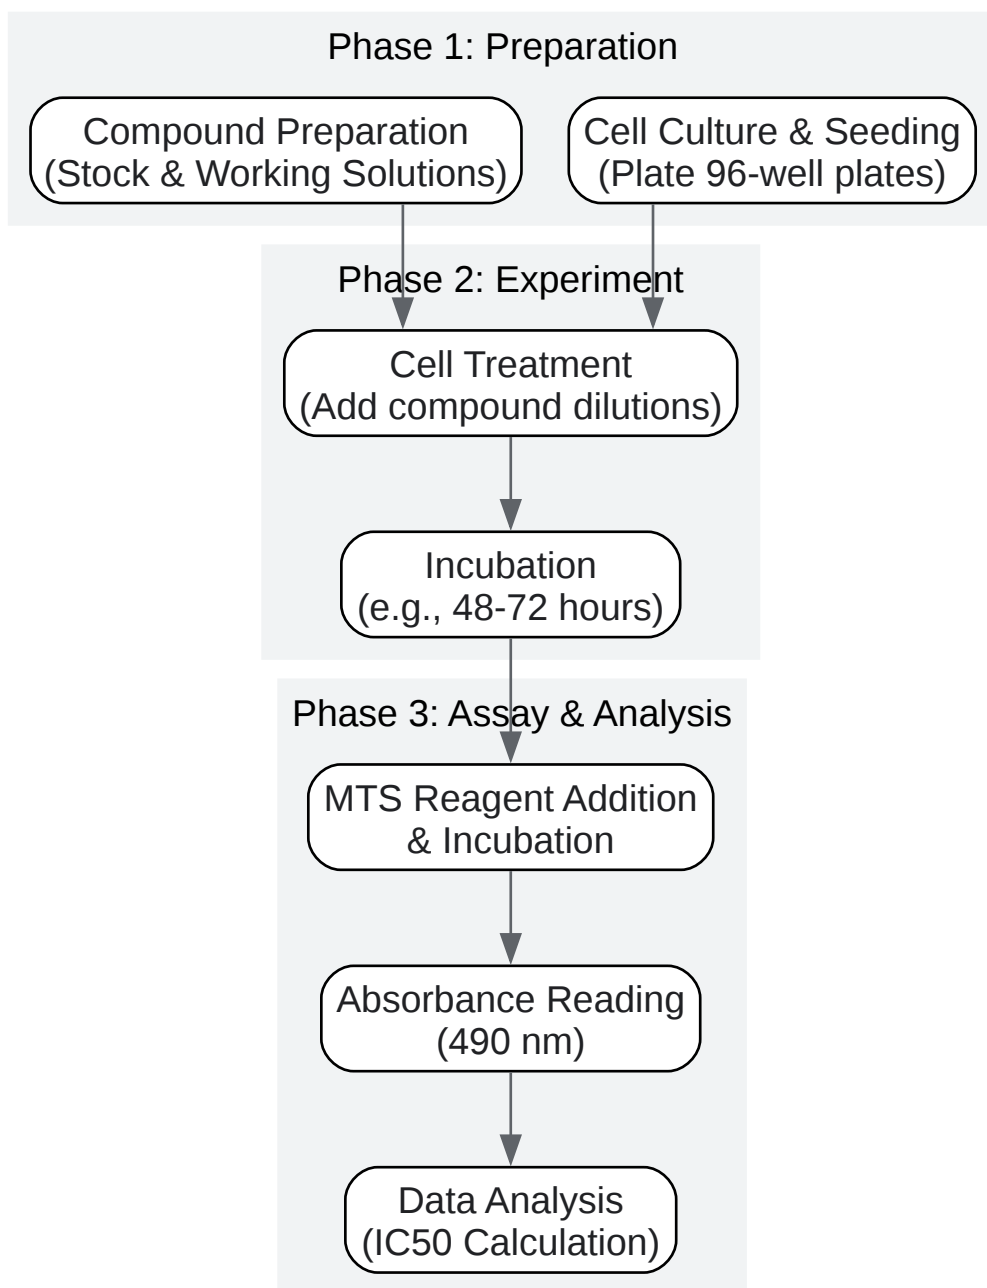 Phase 1: Preparation
Compound Preparation
(Stock & Working Solutions)
Cell Culture & Seeding
(Plate 96-well plates)
Phase 2: Experiment
Cell Treatment
(Add compound dilutions)
Incubation
(e.g., 48-72 hours)
Phase 3: Assay & Analysis
MTS Reagent Addition
& Incubation
Absorbance Reading
(490 nm)
Data Analysis
(IC50 Calculation)